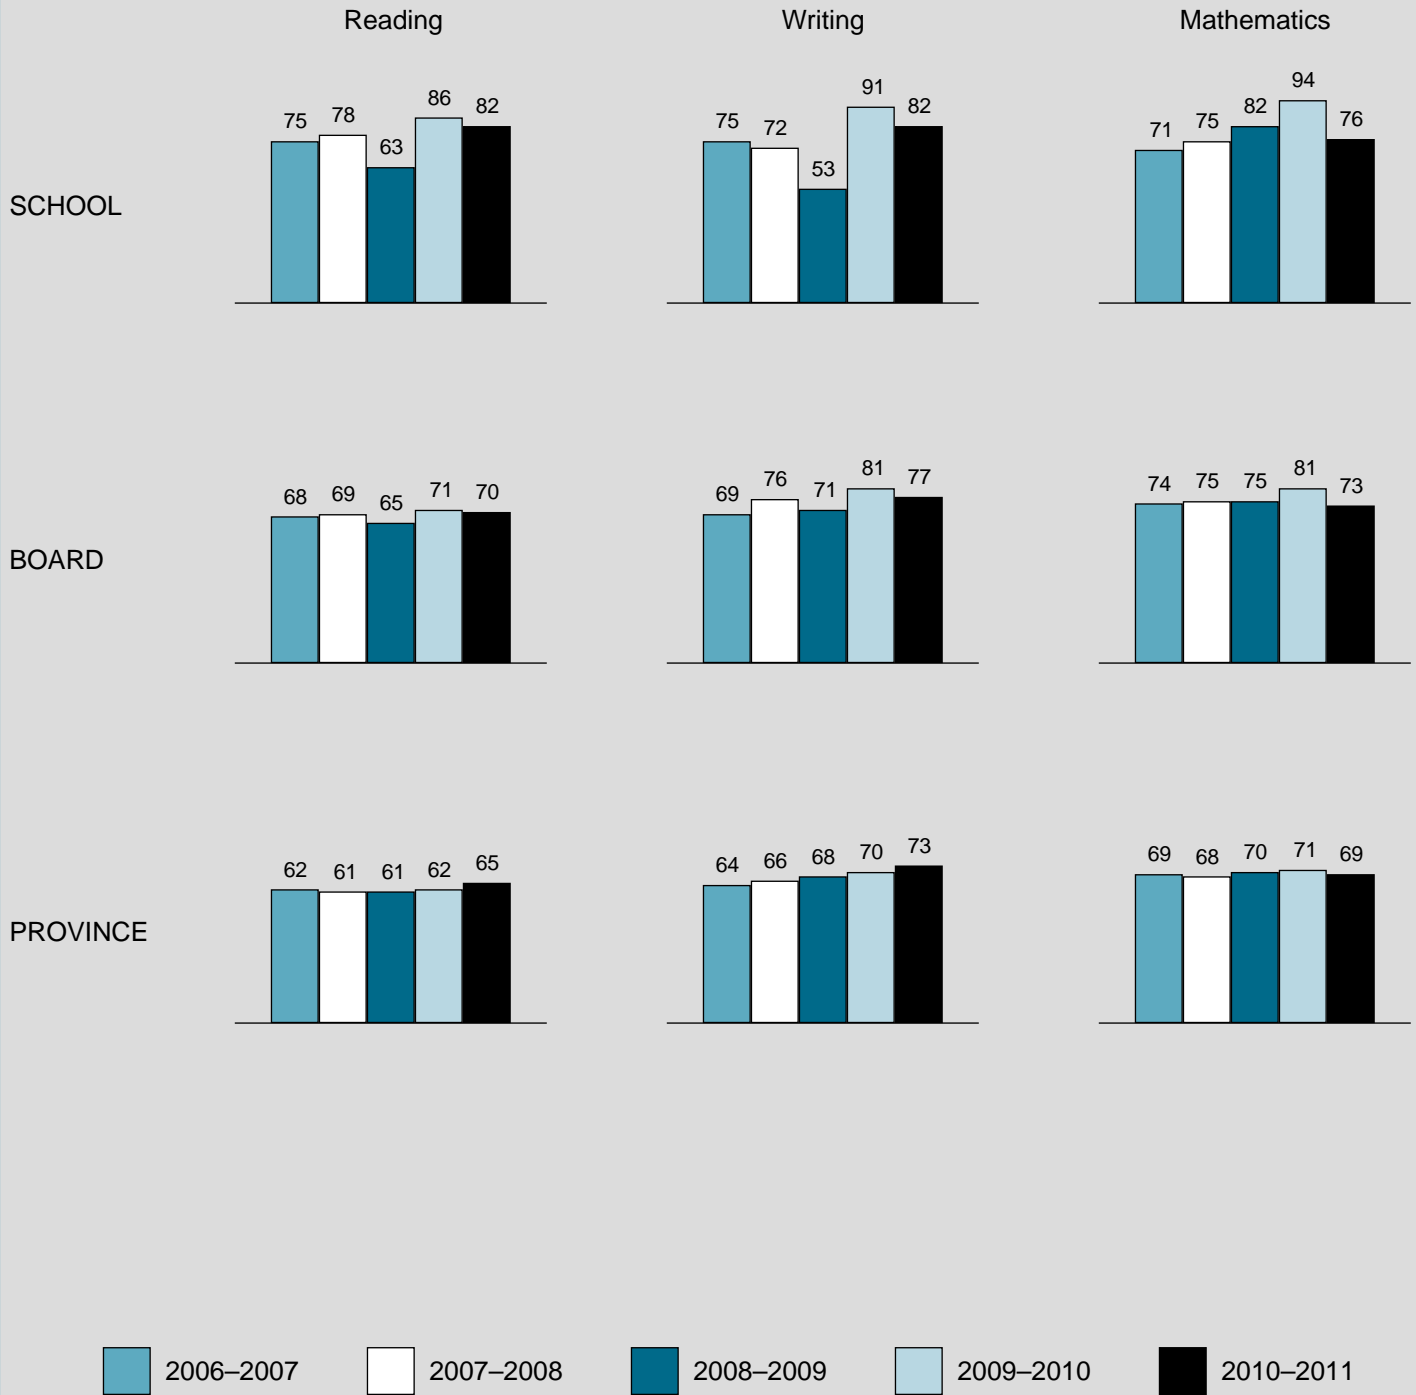 Reading Writing Mathematics
SCHOOL
75 78 63 86 82
75 72 53 91 82
71 75 82 94 76
BOARD
68 69 65 71 70
69 76 71 81 77
74 75 75 81 73
PROVINCE
62 61 61 62 65
64 66 68 70 73
69 68 70 71 69
2006–2007 2007–2008 2008–2009 2009–2010 2010–2011